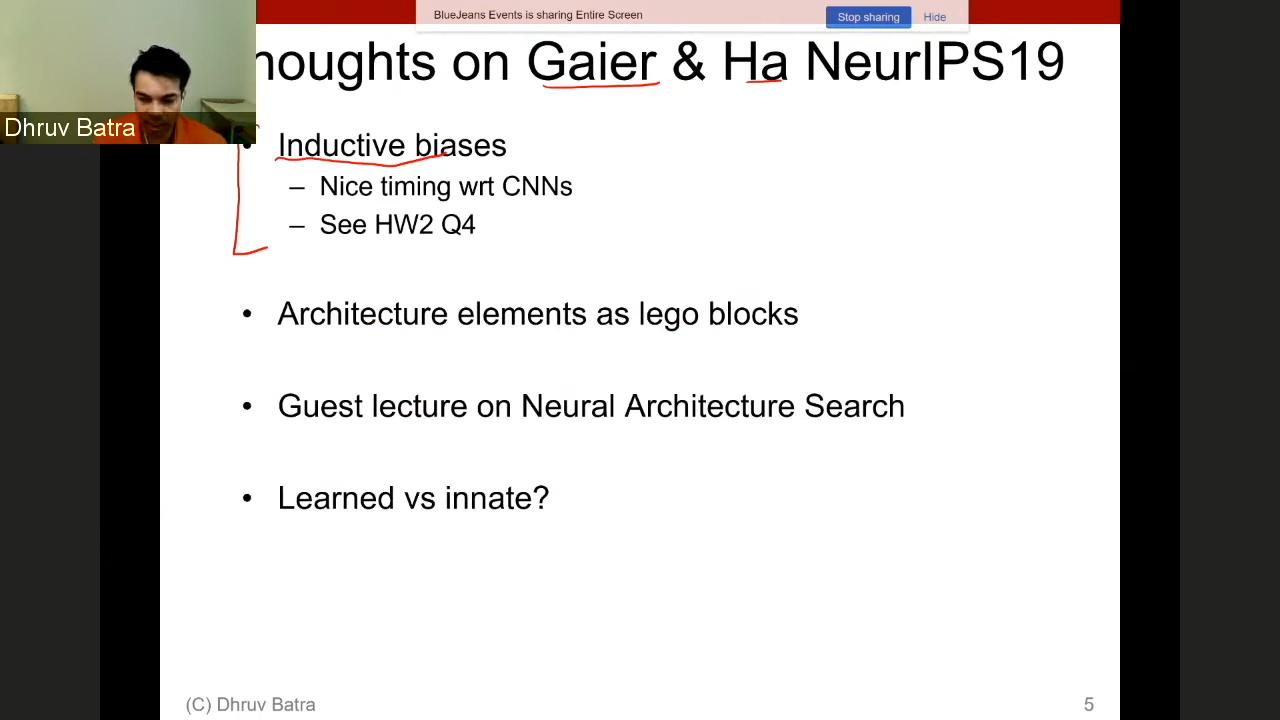 BlueJeans Events is sharing Entire Screen Stop sharing Hide
houghts on Gaier & Ha NeurIPS19
Dhruv Batra
• Inductive biases
– Nice timing wrt CNNs
– See HW2 Q4
• Architecture elements as lego blocks
• Guest lecture on Neural Architecture Search
• Learned vs innate?
(C) Dhruv Batra 5